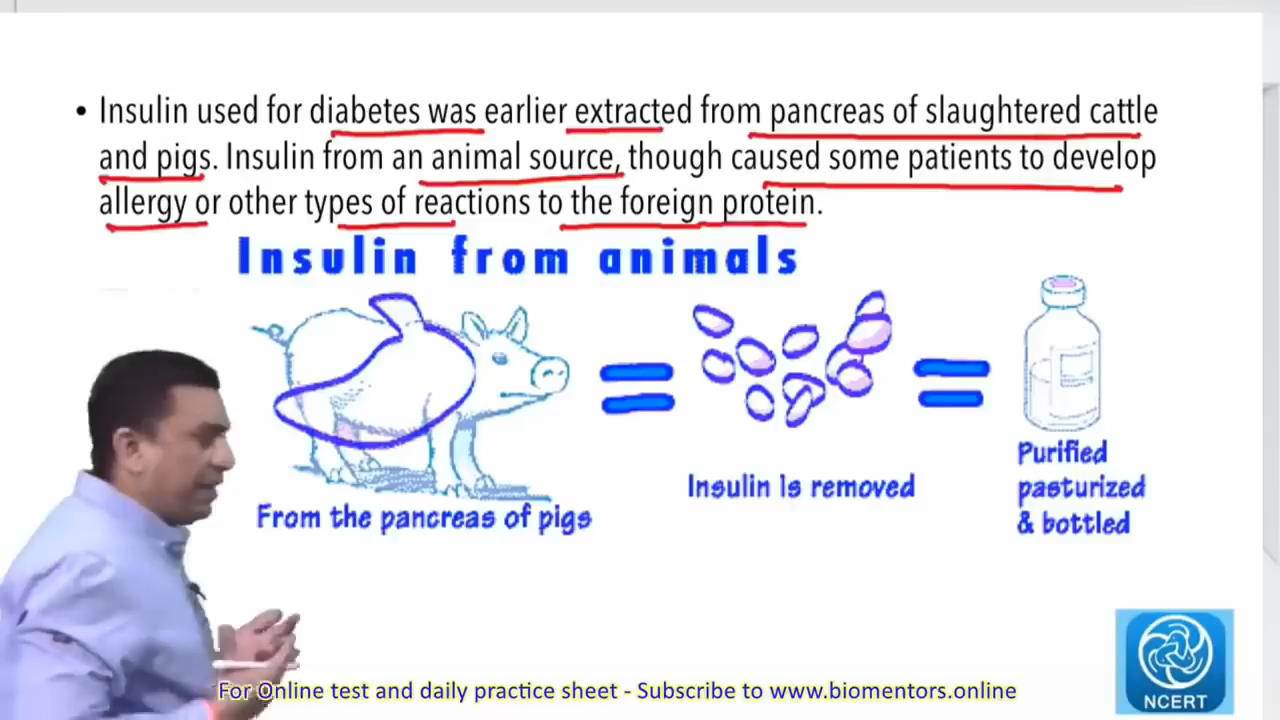 • Insulin used for diabetes was earlier extracted from pancreas of slaughtered cattle
and pigs. Insulin from an animal source, though caused some patients to develop
allergy or other types of reactions to the foreign protein.
Insulin from animals
From the pancreas of pigs
Insulin is removed
Purified
pasturized
& bottled
NCERT
For Online test and daily practice sheet - Subscribe to www.biomentors.online